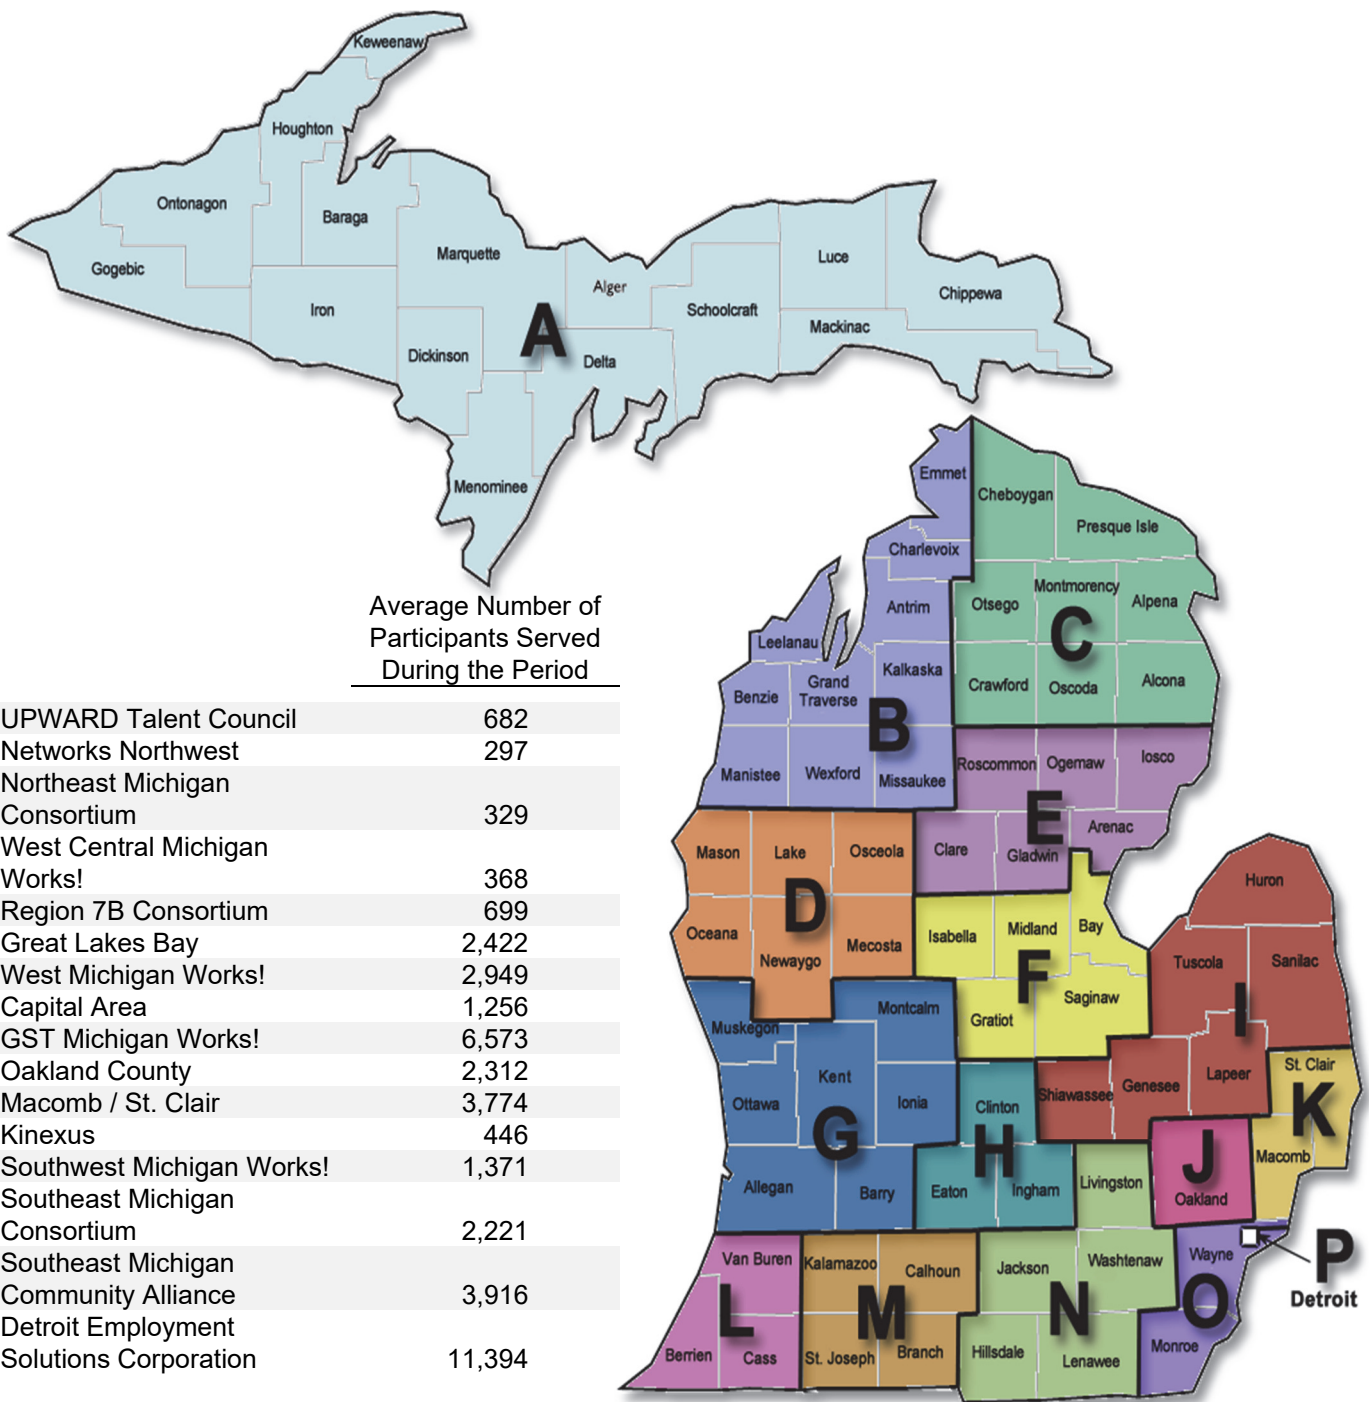 Keweenaw
Houghton
Ontonagon
Baraga
Gogebic
Marquette
Luce
Alger
Chippewa
Iron
Schoolcraft
Mackinac
A
Dickinson
Delta
Menominee
Emmet
Cheboygan
Presque Isle
Charlevoix
Otsego
Montmorency
Alpena
Antrim
C
Leelanau
Kalkaska
Benzie
Grand
Traverse
Crawford
Oscoda
Alcona
B
Manistee
Wexford
Missaukee
Roscommon
Ogemaw
Iosco
E
Arenac
Mason
Lake
Osceola
Clare
Gladwin
D
Huron
Oceana
Newaygo
Mecosta
Isabella
Midland
Bay
Tuscola
Sanilac
F
Saginaw
Gratiot
I
Muskegon
Montcalm
Kent
Ottawa
Ionia
Clinton
Shiawassee
Genesee
Lapeer
St. Clair
K
G
H
J
Macomb
Allegan
Barry
Eaton
Ingham
Livingston
Oakland
Van Buren
Kalamazoo
Calhoun
Jackson
Washtenaw
Wayne
P
Detroit
L
M
N
O
Berrien
Cass
St. Joseph
Branch
Hillsdale
Lenawee
Monroe
Average Number of
Participants Served
During the Period
UPWARD Talent Council 682
Networks Northwest 297
Northeast Michigan
Consortium 329
West Central Michigan
Works! 368
Region 7B Consortium 699
Great Lakes Bay 2,422
West Michigan Works! 2,949
Capital Area 1,256
GST Michigan Works! 6,573
Oakland County 2,312
Macomb / St. Clair 3,774
Kinexus 446
Southwest Michigan Works! 1,371
Southeast Michigan
Consortium 2,221
Southeast Michigan
Community Alliance 3,916
Detroit Employment
Solutions Corporation 11,394